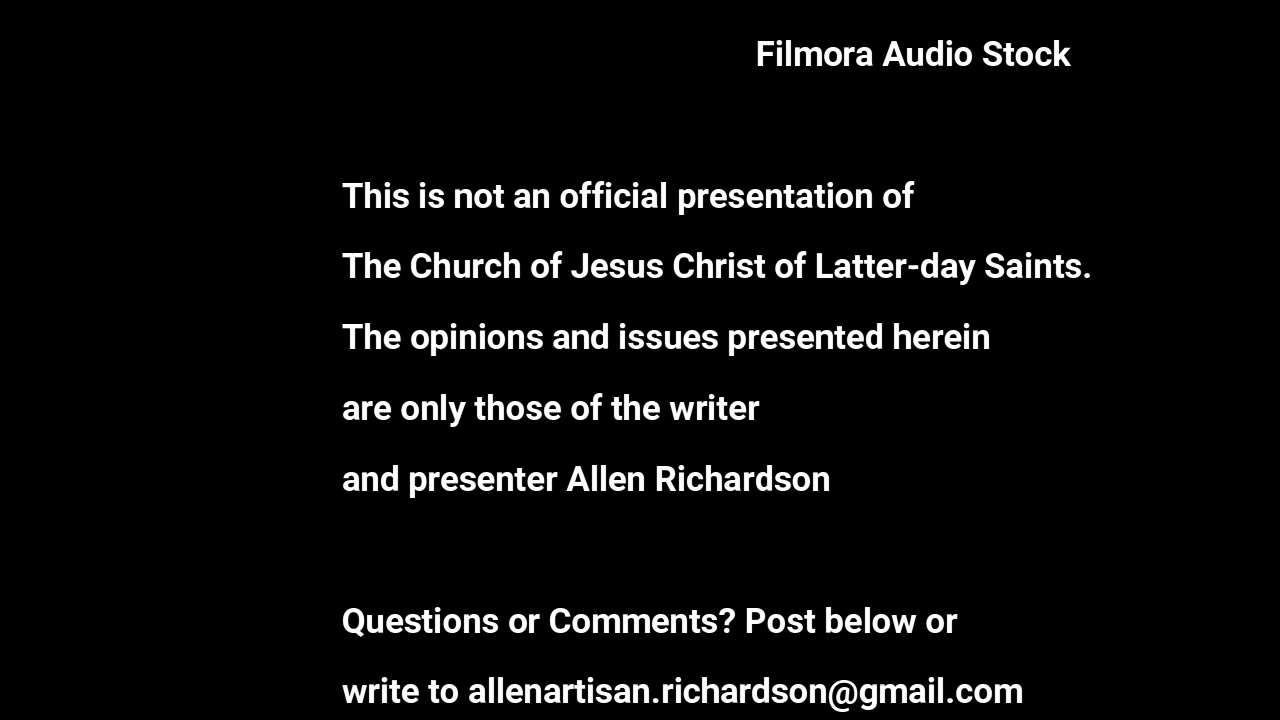 Filmora Audio Stock
This is not an official presentation of
The Church of Jesus Christ of Latter-day Saints.
The opinions and issues presented herein
are only those of the writer
and presenter Allen Richardson
Questions or Comments? Post below or
write to allenartisan.richardson@gmail.com